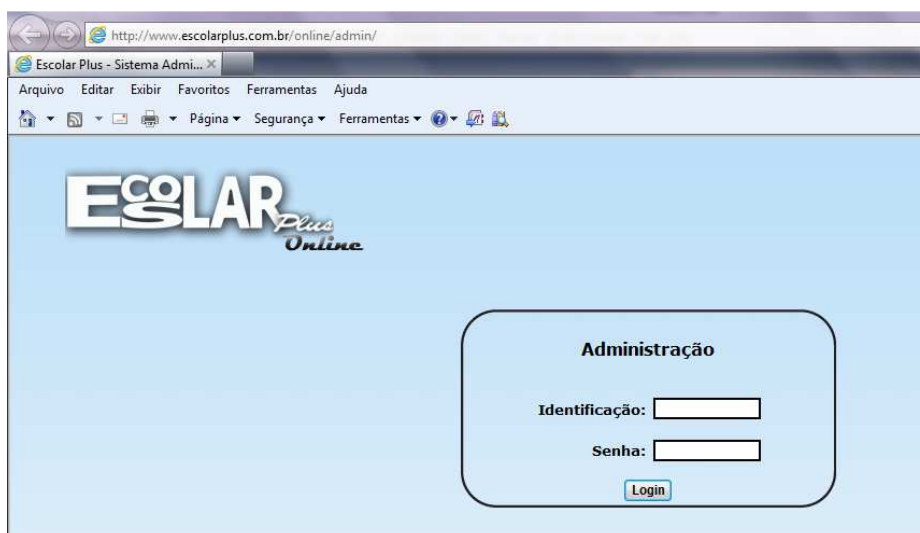 http://www.escolarplus.com.br/online/admin/
Escolar Plus - Sistema Admi...
Arquivo Editar Exibir Favoritos Ferramentas Ajuda
Página Segurança Ferramentas
ESCOLAR Plus
Online
Administração
Identificação:
Senha:
Login